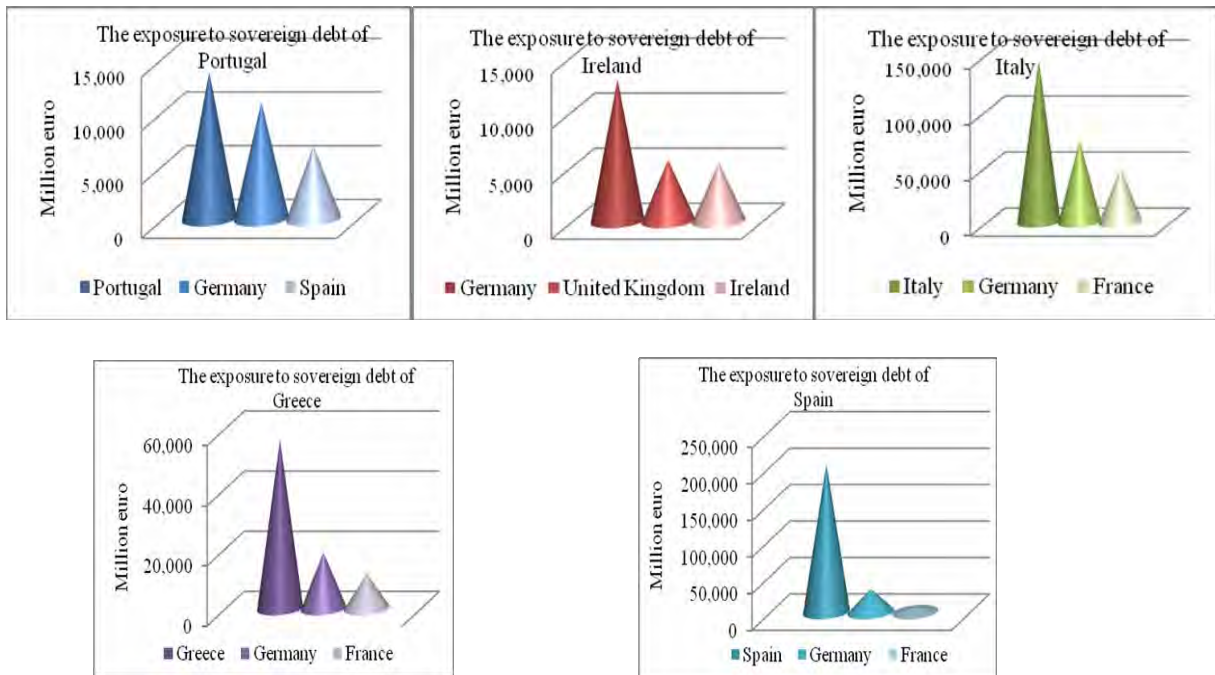 The exposure to sovereign debt of
Portugal
15,000
10,000
5,000
0
Million euro
Portugal Germany Spain
The exposure to sovereign debt of
Ireland
15,000
10,000
5,000
0
Million euro
Germany United Kingdom Ireland
The exposure to sovereign debt of
Italy
150,000
100,000
50,000
0
Million euro
Italy Germany France
The exposure to sovereign debt of
Greece
60,000
40,000
20,000
0
Million euro
Greece Germany France
The exposure to sovereign debt of
Spain
250,000
200,000
150,000
100,000
50,000
0
Million euro
Spain Germany France